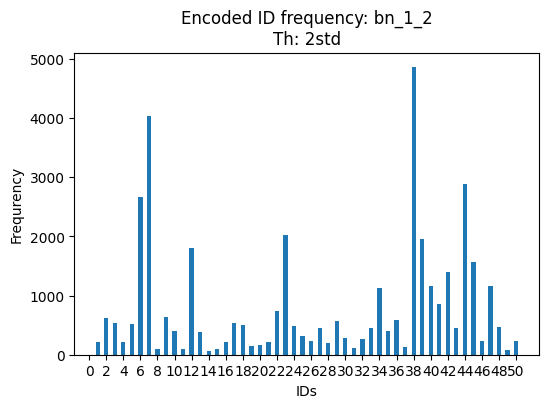 Encoded ID frequency: bn_1_2
Th: 2std
5000
4000
3000
2000
1000
0
Frequrency
0 2 4 6 8 10 12 14 16 18 20 22 24 26 28 30 32 34 36 38 40 42 44 46 48 50
IDs